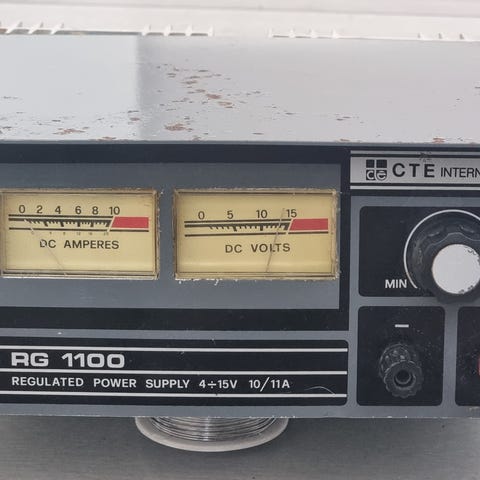 CTE INTERN
0 2 4 6 8 10
DC AMPERES
0 5 10 15
DC VOLTS
MIN
RG 1100
REGULATED POWER SUPPLY 4÷15V 10/11A